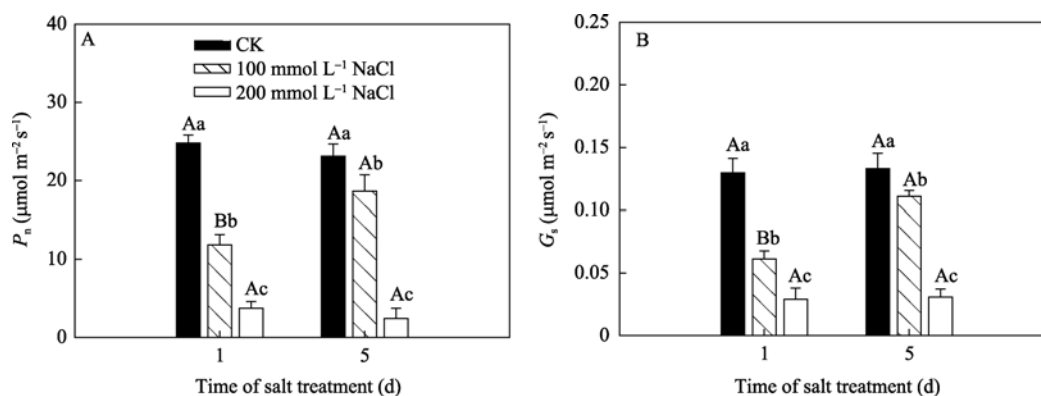 A
CK
100 mmol L⁻¹ NaCl
200 mmol L⁻¹ NaCl
40
30
20
10
0
Pn (μmol m⁻² s⁻¹)
Aa
Bb
Ac
Aa
Ab
Ac
1
5
Time of salt treatment (d)
B
0.25
0.20
0.15
0.10
0.05
0
Gs (μmol m⁻² s⁻¹)
Aa
Bb
Ac
Aa
Ab
Ac
1
5
Time of salt treatment (d)